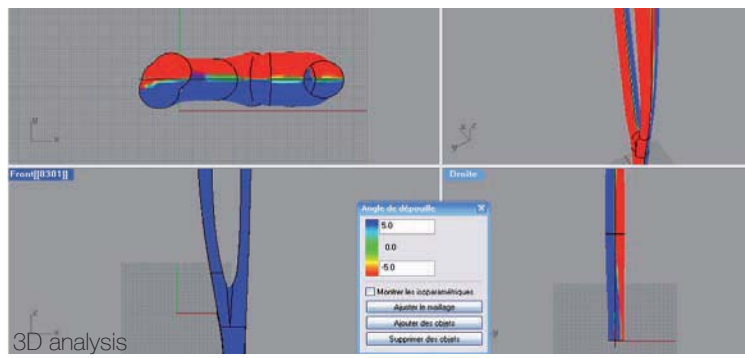 y
x
z
y
x
Front[[0301]]
Droite
Angle de dépouille
5.0
0.0
-5.0
Montrer les isoparamétriques
Ajuster le maillage
Ajouter des objets
Supprimer des objets
z
x
y
3D analysis